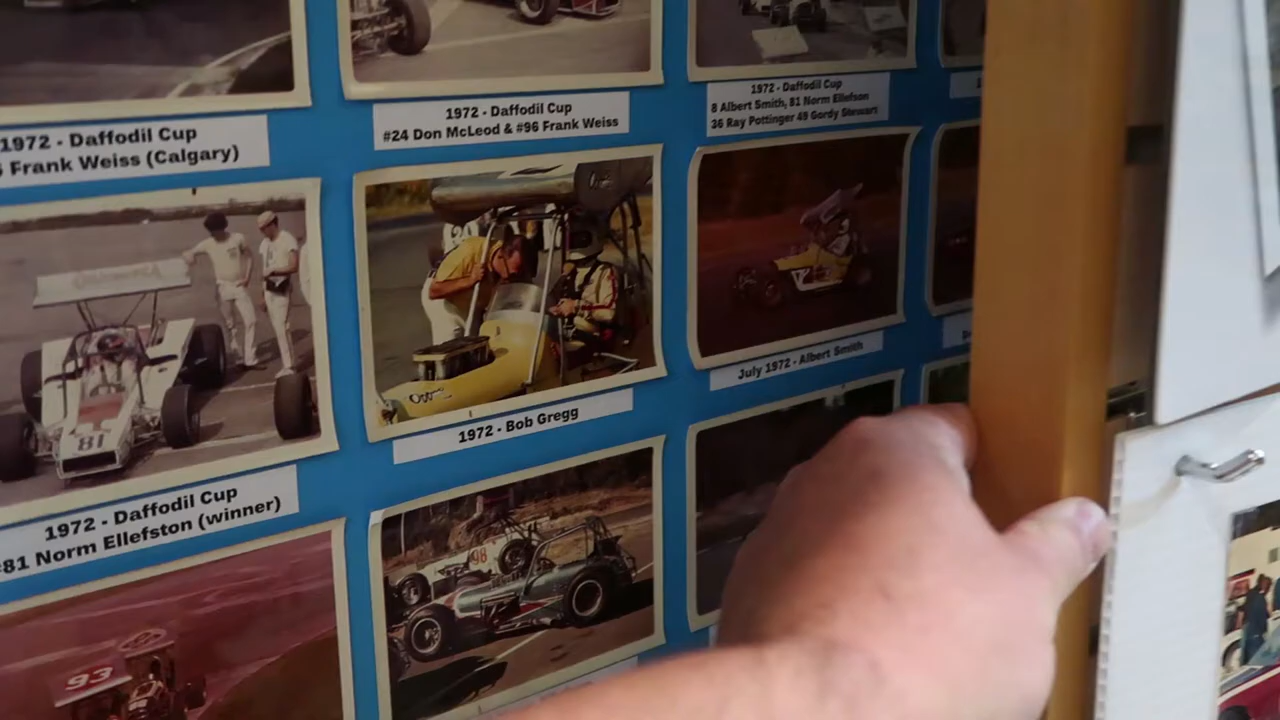 1972 - Daffodil Cup
Frank Weiss (Calgary)
1972 - Daffodil Cup
#24 Don McLeod & #96 Frank Weiss
1972 - Daffodil Cup
8 Albert Smith, 81 Norm Ellefson
36 Ray Pottinger 49 Gordy Stewart
81
1972 - Daffodil Cup
#81 Norm Ellefston (winner)
1972 - Bob Gregg
July 1972 - Albert Smith
98
93